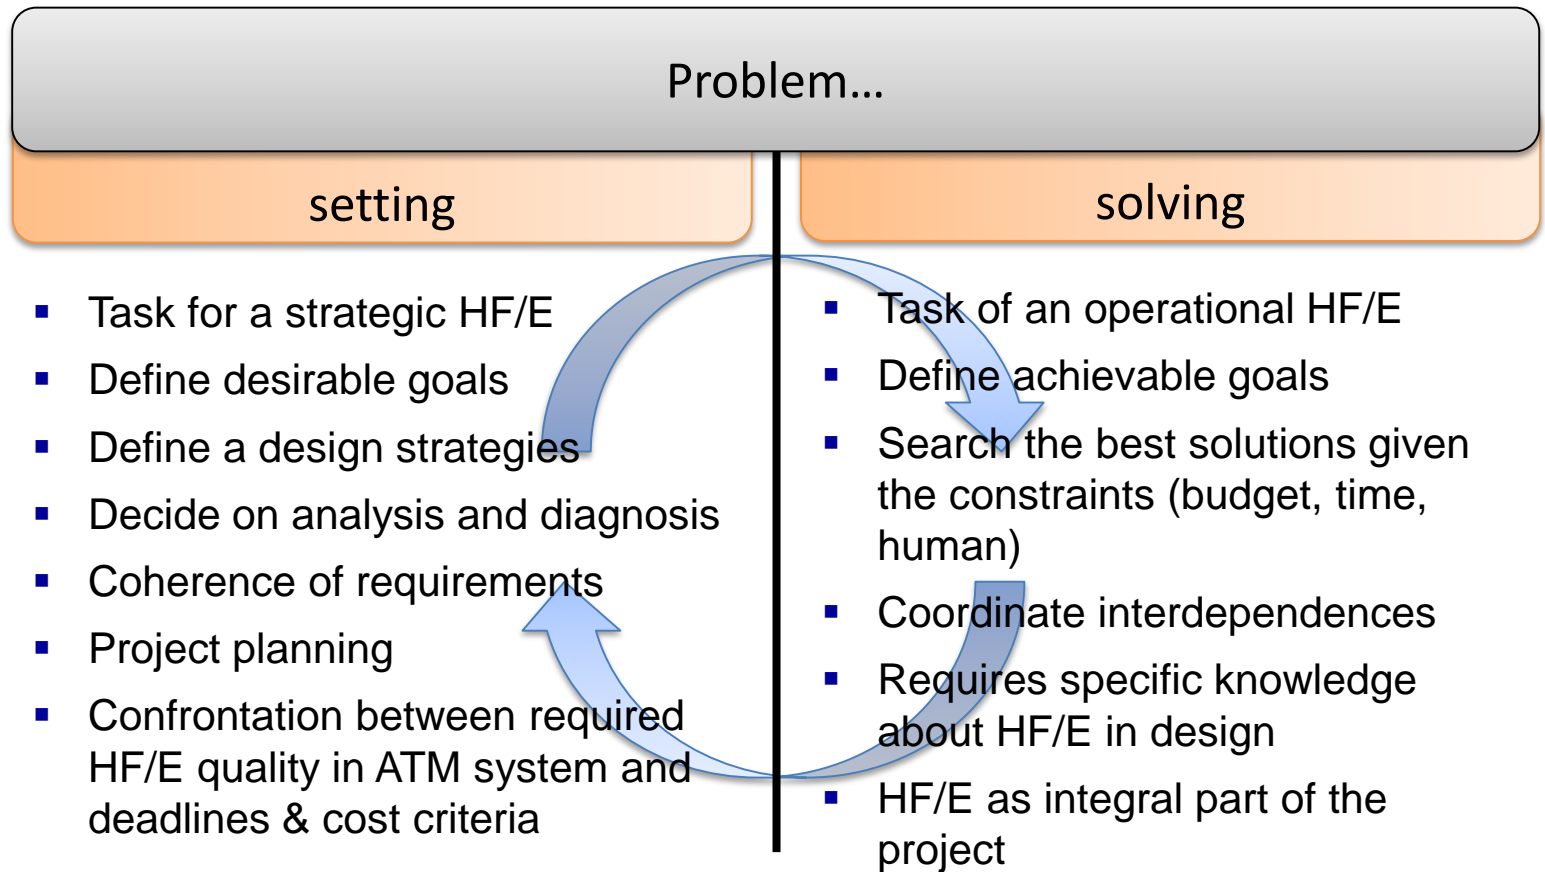 Problem...
setting
Task for a strategic HF/E
Define desirable goals
Define a design strategies
Decide on analysis and diagnosis
Coherence of requirements
Project planning
Confrontation between required
HF/E quality in ATM system and
deadlines & cost criteria
solving
Task of an operational HF/E
Define achievable goals
Search the best solutions given
the constraints (budget, time,
human)
Coordinate interdependences
Requires specific knowledge
about HF/E in design
HF/E as integral part of the
project